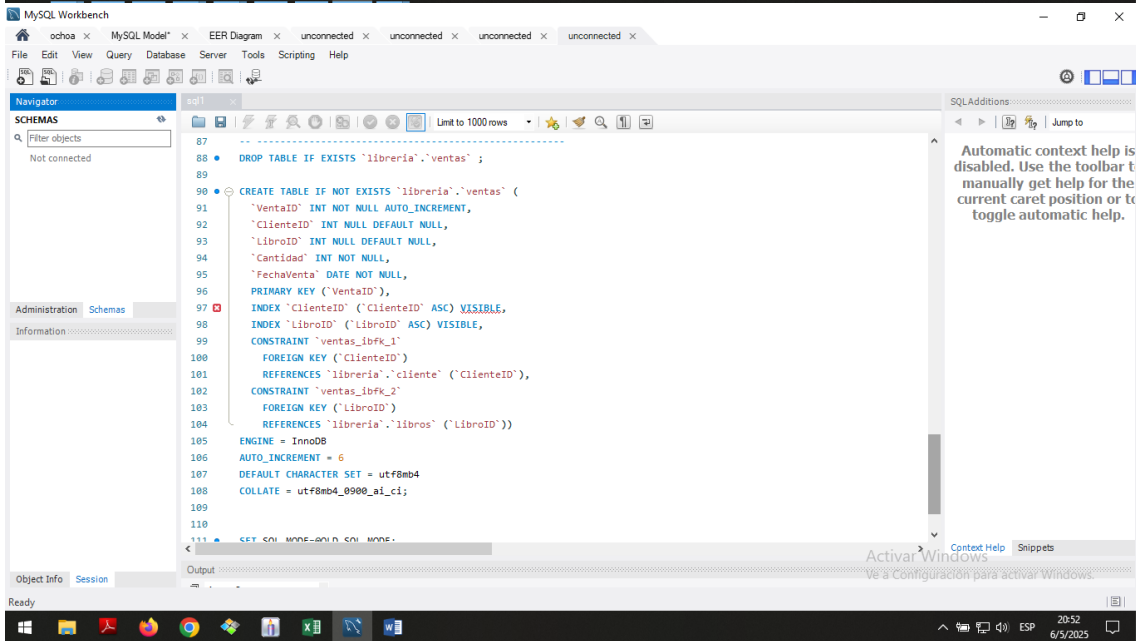 MySQL Workbench
ochoa × MySQL Model* × EER Diagram × unconnected × unconnected × unconnected × unconnected ×
File Edit View Query Database Server Tools Scripting Help
Navigator
SCHEMAS
Filter objects
Not connected
Administration Schemas
Information
Object Info Session
sql1 ×
Limit to 1000 rows
87 -- -----------------------------------------------------
88 DROP TABLE IF EXISTS `libreria`.`ventas` ;
89
90 CREATE TABLE IF NOT EXISTS `libreria`.`ventas` (
91 `VentaID` INT NOT NULL AUTO_INCREMENT,
92 `ClienteID` INT NULL DEFAULT NULL,
93 `LibroID` INT NULL DEFAULT NULL,
94 `Cantidad` INT NOT NULL,
95 `FechaVenta` DATE NOT NULL,
96 PRIMARY KEY (`VentaID`),
97 INDEX `ClienteID` (`ClienteID` ASC) VISIBLE,
98 INDEX `LibroID` (`LibroID` ASC) VISIBLE,
99 CONSTRAINT `ventas_ibfk_1`
100 FOREIGN KEY (`ClienteID`)
101 REFERENCES `libreria`.`cliente` (`ClienteID`),
102 CONSTRAINT `ventas_ibfk_2`
103 FOREIGN KEY (`LibroID`)
104 REFERENCES `libreria`.`libros` (`LibroID`))
105 ENGINE = InnoDB
106 AUTO_INCREMENT = 6
107 DEFAULT CHARACTER SET = utf8mb4
108 COLLATE = utf8mb4_0900_ai_ci;
109
110
111 SET SQL_MODE=@OLD_SQL_MODE;
Output
SQLAdditions
Jump to
Automatic context help is
disabled. Use the toolbar t
manually get help for the
current caret position or to
toggle automatic help.
Context Help Snippets
Activar Windows
Ve a Configuración para activar Windows.
Ready
ESP
20:52
6/5/2025